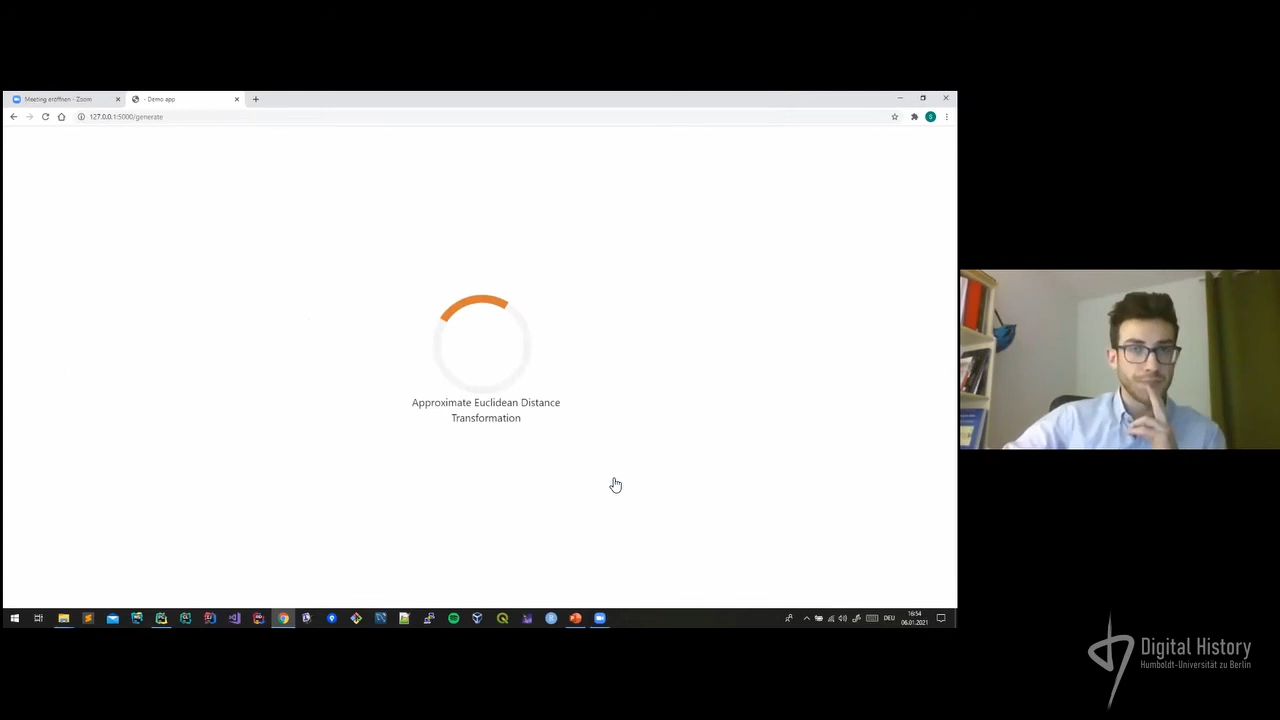 Meeting eröffnen - Zoom
- Demo app
127.0.0.1:5000/generate
S
Approximate Euclidean Distance
Transformation
DEU
16:54
06.01.2021
Digital History
Humboldt-Universität zu Berlin